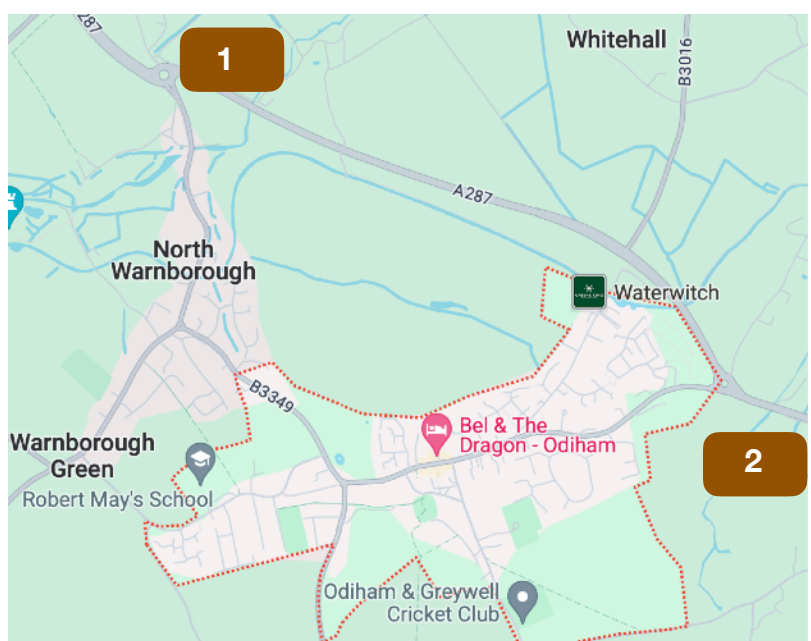 287
1
Whitehall
B3016
A287
North
Warnborough
Waterwitch
B3349
Bel & The
Dragon - Odiham
Warnborough
Green
2
Robert May's School
Odiham & Greywell
Cricket Club